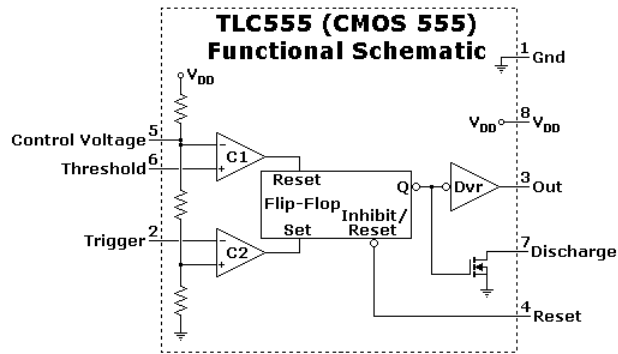 TLC555 (CMOS 555)
Functional Schematic
1
Gnd
VDD
8
VDD
VDD
5
Control Voltage
6
Threshold
- C1
+
Reset
Flip-Flop
Q
Inhibit/
Reset
Set
Dvr
3
Out
2
Trigger
- C2
+
7
Discharge
4
Reset